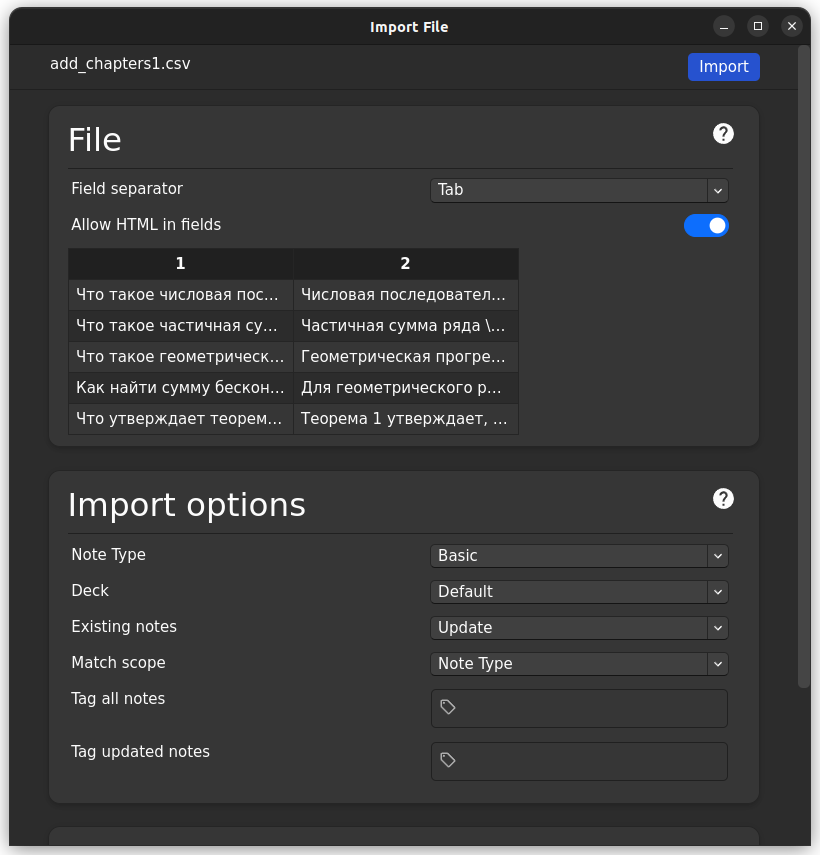 Import File
add_chapters1.csv
Import
File
Field separator
Tab
Allow HTML in fields
1 2
Что такое числовая пос... Числовая последовател...
Что такое частичная су... Частичная сумма ряда \...
Что такое геометрическ... Геометрическая прогре...
Как найти сумму бескон... Для геометрического р...
Что утверждает теорем... Теорема 1 утверждает, ...
Import options
Note Type
Basic
Deck
Default
Existing notes
Update
Match scope
Note Type
Tag all notes
Tag updated notes